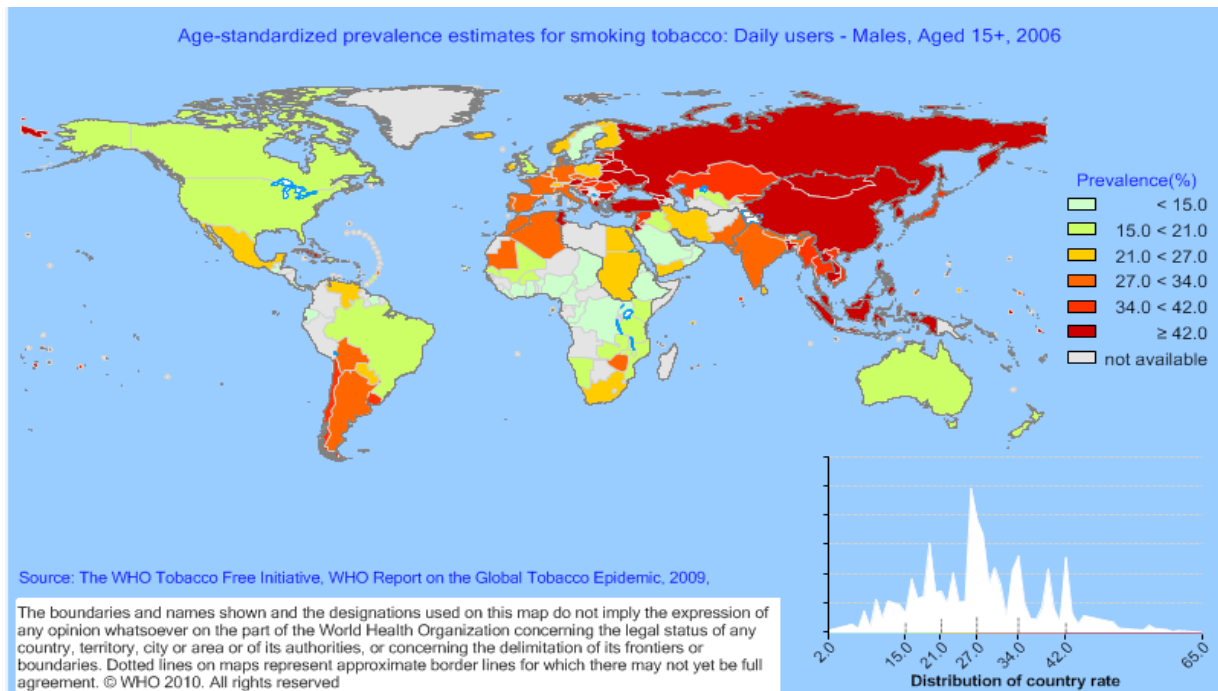 Age-standardized prevalence estimates for smoking tobacco: Daily users - Males, Aged 15+, 2006
Prevalence(%)
< 15.0
15.0 < 21.0
21.0 < 27.0
27.0 < 34.0
34.0 < 42.0
≥ 42.0
not available
2.0
15.0
21.0
27.0
34.0
42.0
65.0
Distribution of country rate
Source: The WHO Tobacco Free Initiative, WHO Report on the Global Tobacco Epidemic, 2009,
The boundaries and names shown and the designations used on this map do not imply the expression of
any opinion whatsoever on the part of the World Health Organization concerning the legal status of any
country, territory, city or area or of its authorities, or concerning the delimitation of its frontiers or
boundaries. Dotted lines on maps represent approximate border lines for which there may not yet be full
agreement. © WHO 2010. All rights reserved